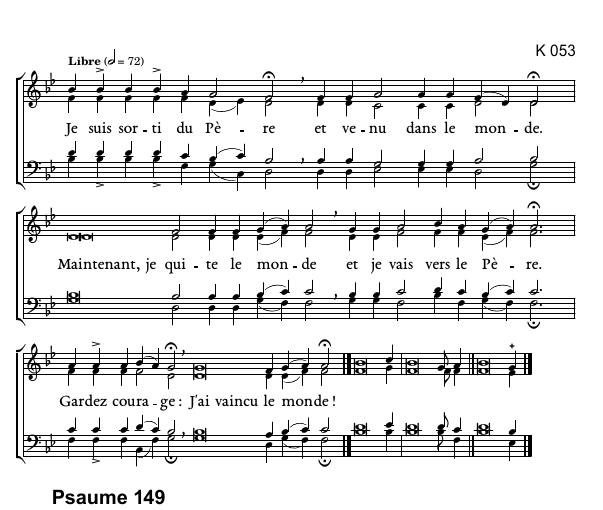 K 053
Libre (𝅗𝅥 = 72)
Je suis sor-ti du Pè-re et ve-nu dans le mon-de.
Maintenant, je qui-te le mon-de et je vais vers le Pè-re.
Gardez coura-ge: J'ai vaincu le monde!
Psaume 149